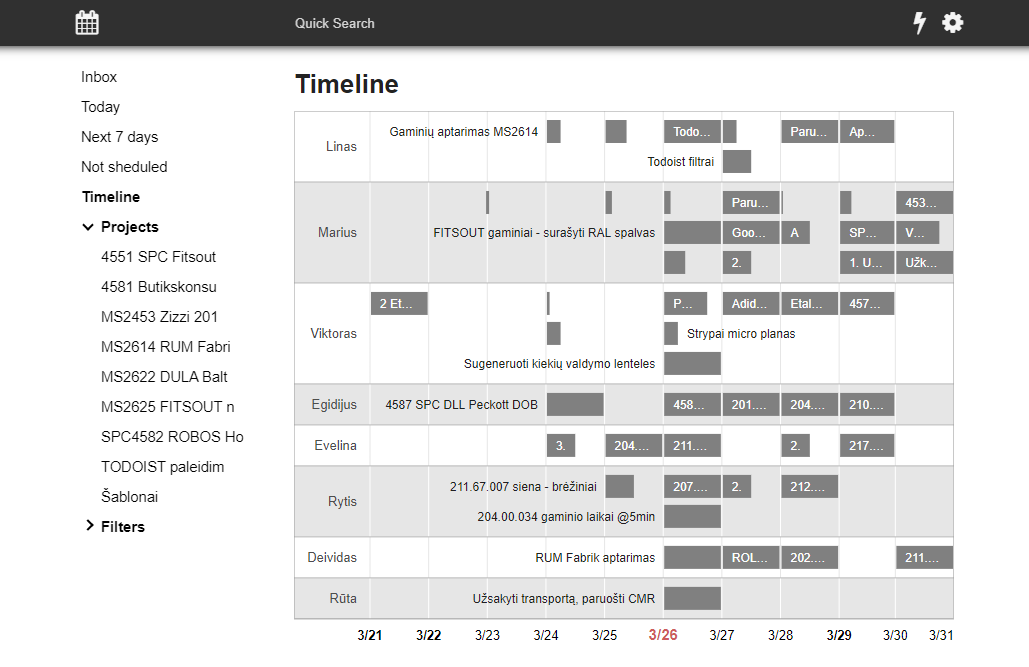 Quick Search
Inbox
Today
Next 7 days
Not sheduled
Timeline
Projects
4551 SPC Fitsout
4581 Butikskonsu
MS2453 Zizzi 201
MS2614 RUM Fabri
MS2622 DULA Balt
MS2625 FITSOUT n
SPC4582 ROBOS Ho
TODOIST paleidim
Šablonai
Filters
Timeline
Linas
Gaminių aptarimas MS2614
Todo... Paru... Ap...
Todoist filtrai
Marius
Paru... 453...
FITSOUT gaminiai - surašyti RAL spalvas
Goo... A SP... V...
2. 1. U... Užk...
Viktoras
2 Et... P... Adid... Etal... 457...
Strypai micro planas
Sugeneruoti kiekių valdymo lenteles
Egidijus
4587 SPC DLL Peckott DOB
458... 201.... 204.... 210....
Evelina
3. 204.... 211.... 2. 217....
Rytis
211.67.007 siena - brėžiniai
207.... 2. 212....
204.00.034 gaminio laikai @5min
Deividas
RUM Fabrik aptarimas
ROL... 202.... 211....
Rūta
Užsakyti transportą, paruošti CMR
3/21 3/22 3/23 3/24 3/25 3/26 3/27 3/28 3/29 3/30 3/31